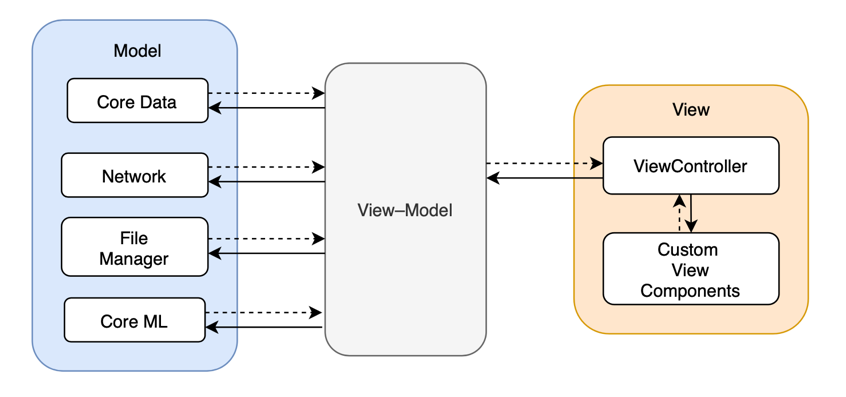 Model
Core Data
Network
File
Manager
Core ML
View–Model
View
ViewController
Custom
View
Components